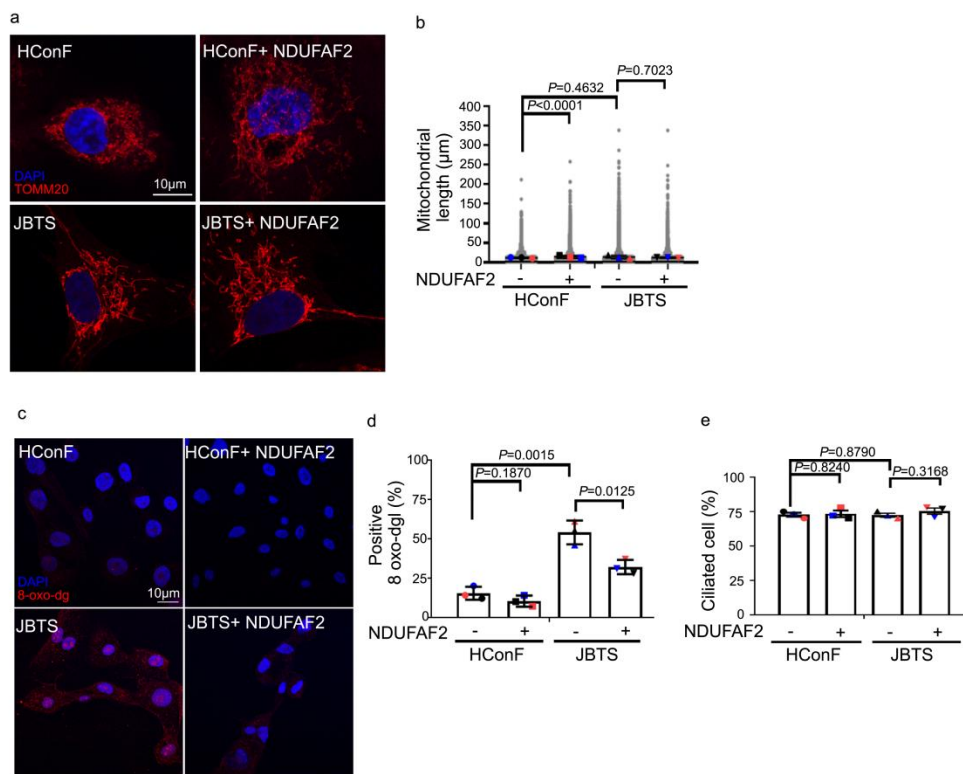 a
HConF
HConF+ NDUFAF2
DAPI
TOMM20
10µm
JBTS
JBTS+ NDUFAF2
b
P=0.7023
P=0.4632
P<0.0001
Mitochondrial
length (µm)
400
350
300
250
200
150
100
50
0
NDUFAF2
- + - +
HConF JBTS
c
HConF
HConF+ NDUFAF2
DAPI
8-oxo-dg
10µm
JBTS
JBTS+ NDUFAF2
d
P=0.0015
P=0.1870
P=0.0125
Positive
8 oxo-dgl (%)
100
75
50
25
0
NDUFAF2
- + - +
HConF JBTS
e
P=0.8790
P=0.8240
P=0.3168
Ciliated cell (%)
100
75
50
25
0
NDUFAF2
- + - +
HConF JBTS